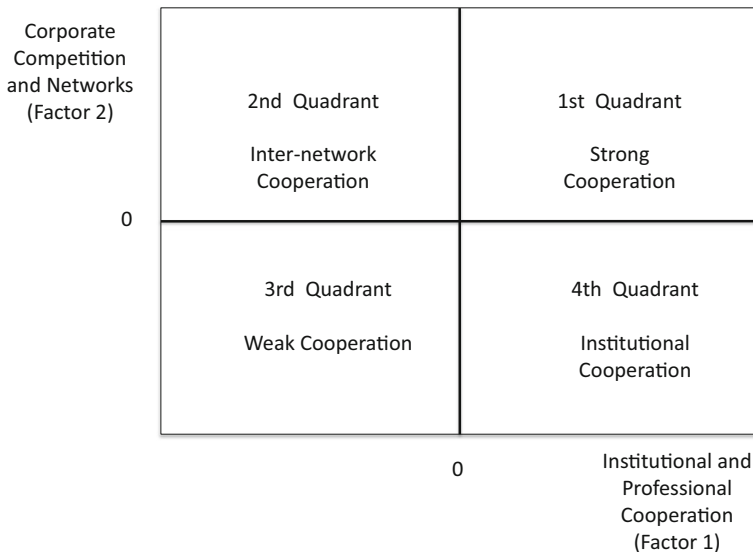 Corporate
Competition
and Networks
(Factor 2)
2nd Quadrant
Inter-network
Cooperation
1st Quadrant
Strong
Cooperation
0
3rd Quadrant
Weak Cooperation
4th Quadrant
Institutional
Cooperation
0
Institutional and
Professional
Cooperation
(Factor 1)